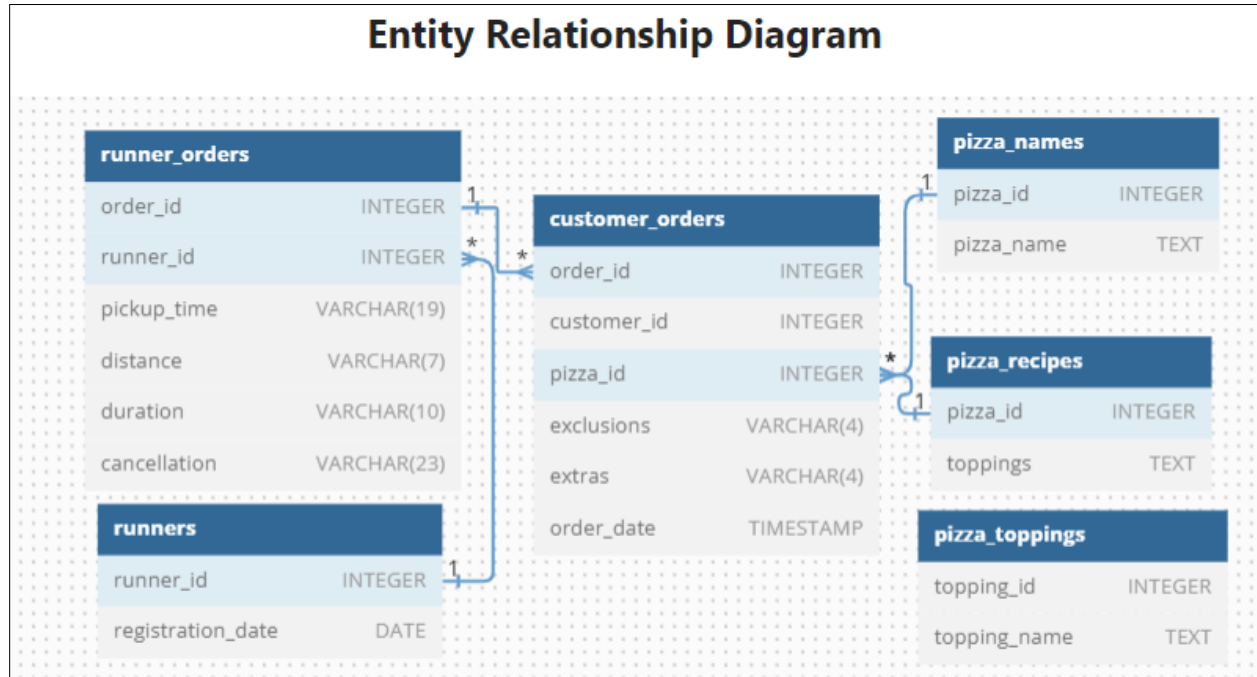 Entity Relationship Diagram
runner_orders
order_id INTEGER 1
runner_id INTEGER *
pickup_time VARCHAR(19)
distance VARCHAR(7)
duration VARCHAR(10)
cancellation VARCHAR(23)
runners
runner_id INTEGER 1
registration_date DATE
customer_orders
* order_id INTEGER
customer_id INTEGER
pizza_id INTEGER *
exclusions VARCHAR(4)
extras VARCHAR(4)
order_date TIMESTAMP
pizza_names
1 pizza_id INTEGER
pizza_name TEXT
pizza_recipes
1 pizza_id INTEGER
toppings TEXT
pizza_toppings
topping_id INTEGER
topping_name TEXT